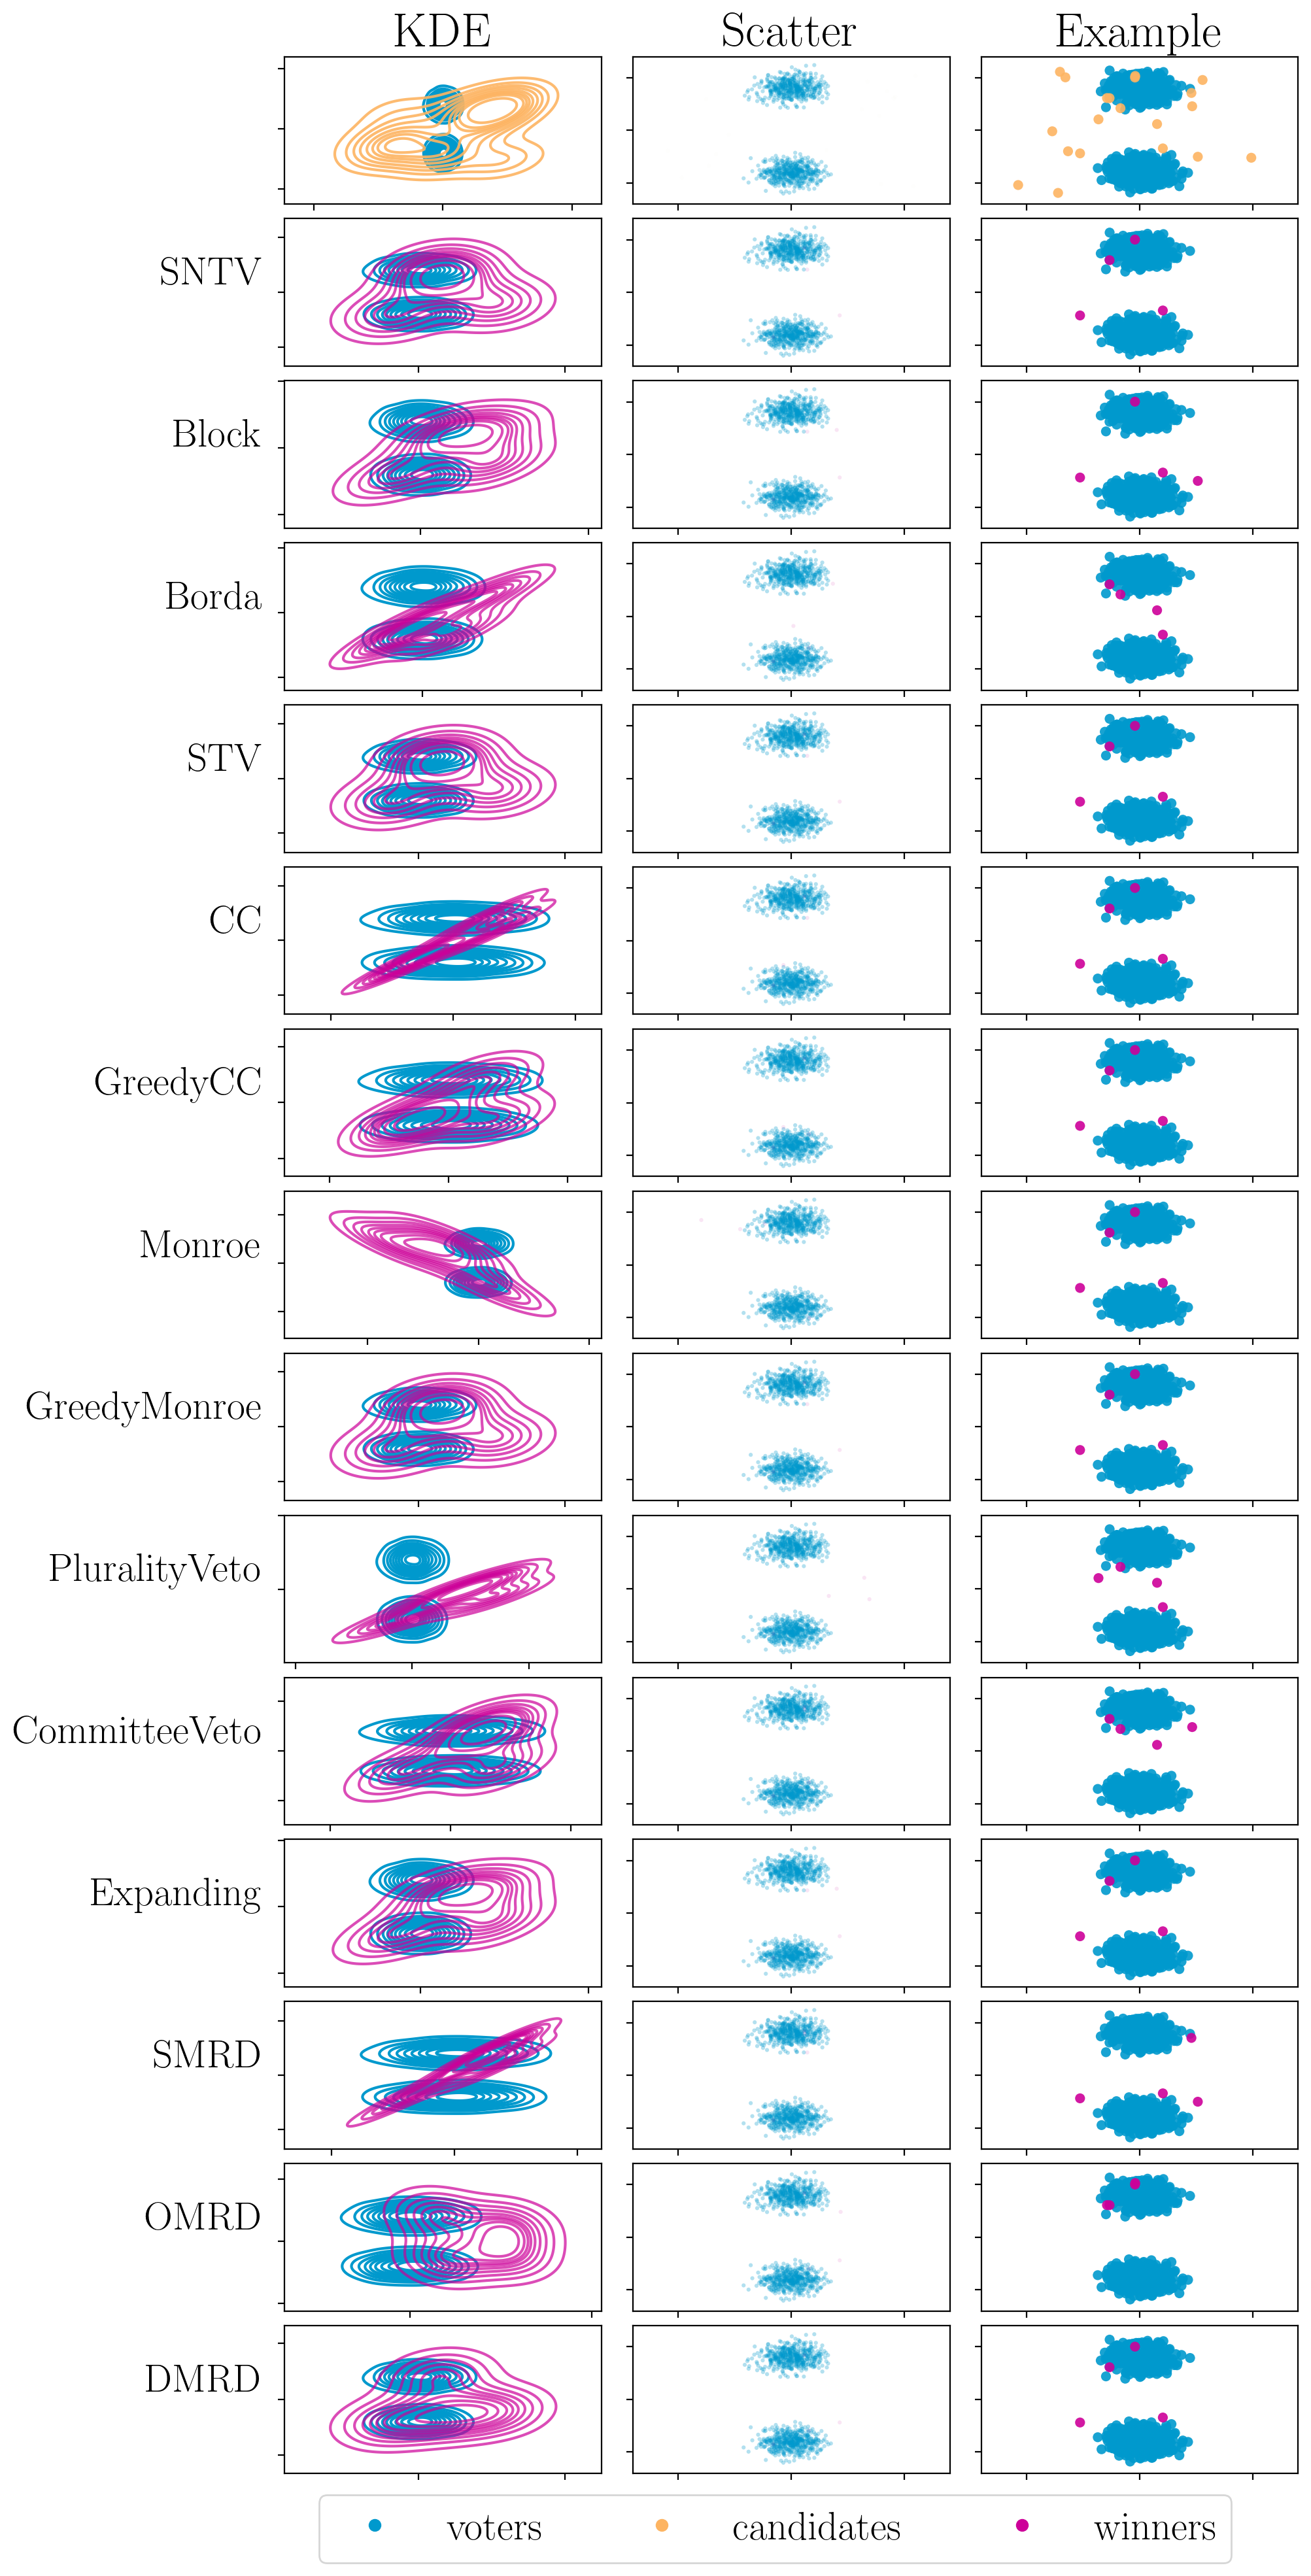 KDE Scatter Example
SNTV
Block
Borda
STV
CC
GreedyCC
Monroe
GreedyMonroe
PluralityVeto
CommitteeVeto
Expanding
SMRD
OMRD
DMRD
voters candidates winners